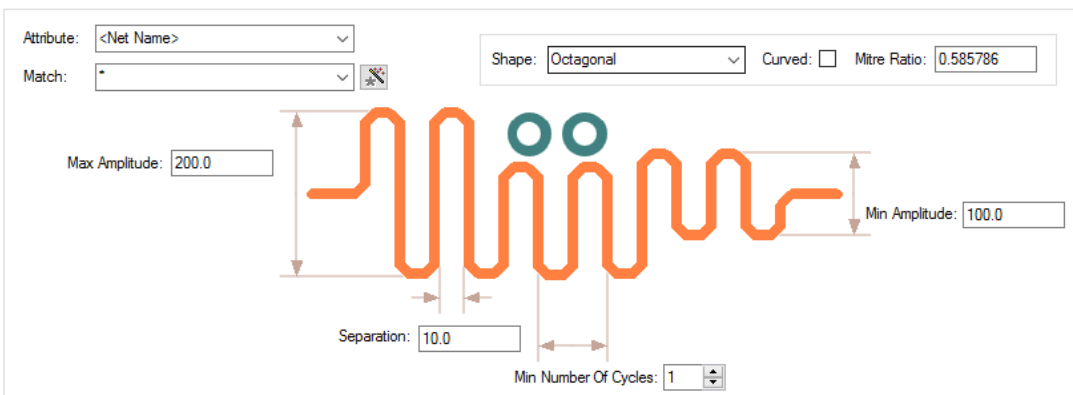 Attribute: <Net Name>
Match: *
Shape: Octagonal Curved: Mitre Ratio: 0.585786
Max Amplitude: 200.0
Min Amplitude: 100.0
Separation: 10.0
Min Number Of Cycles: 1